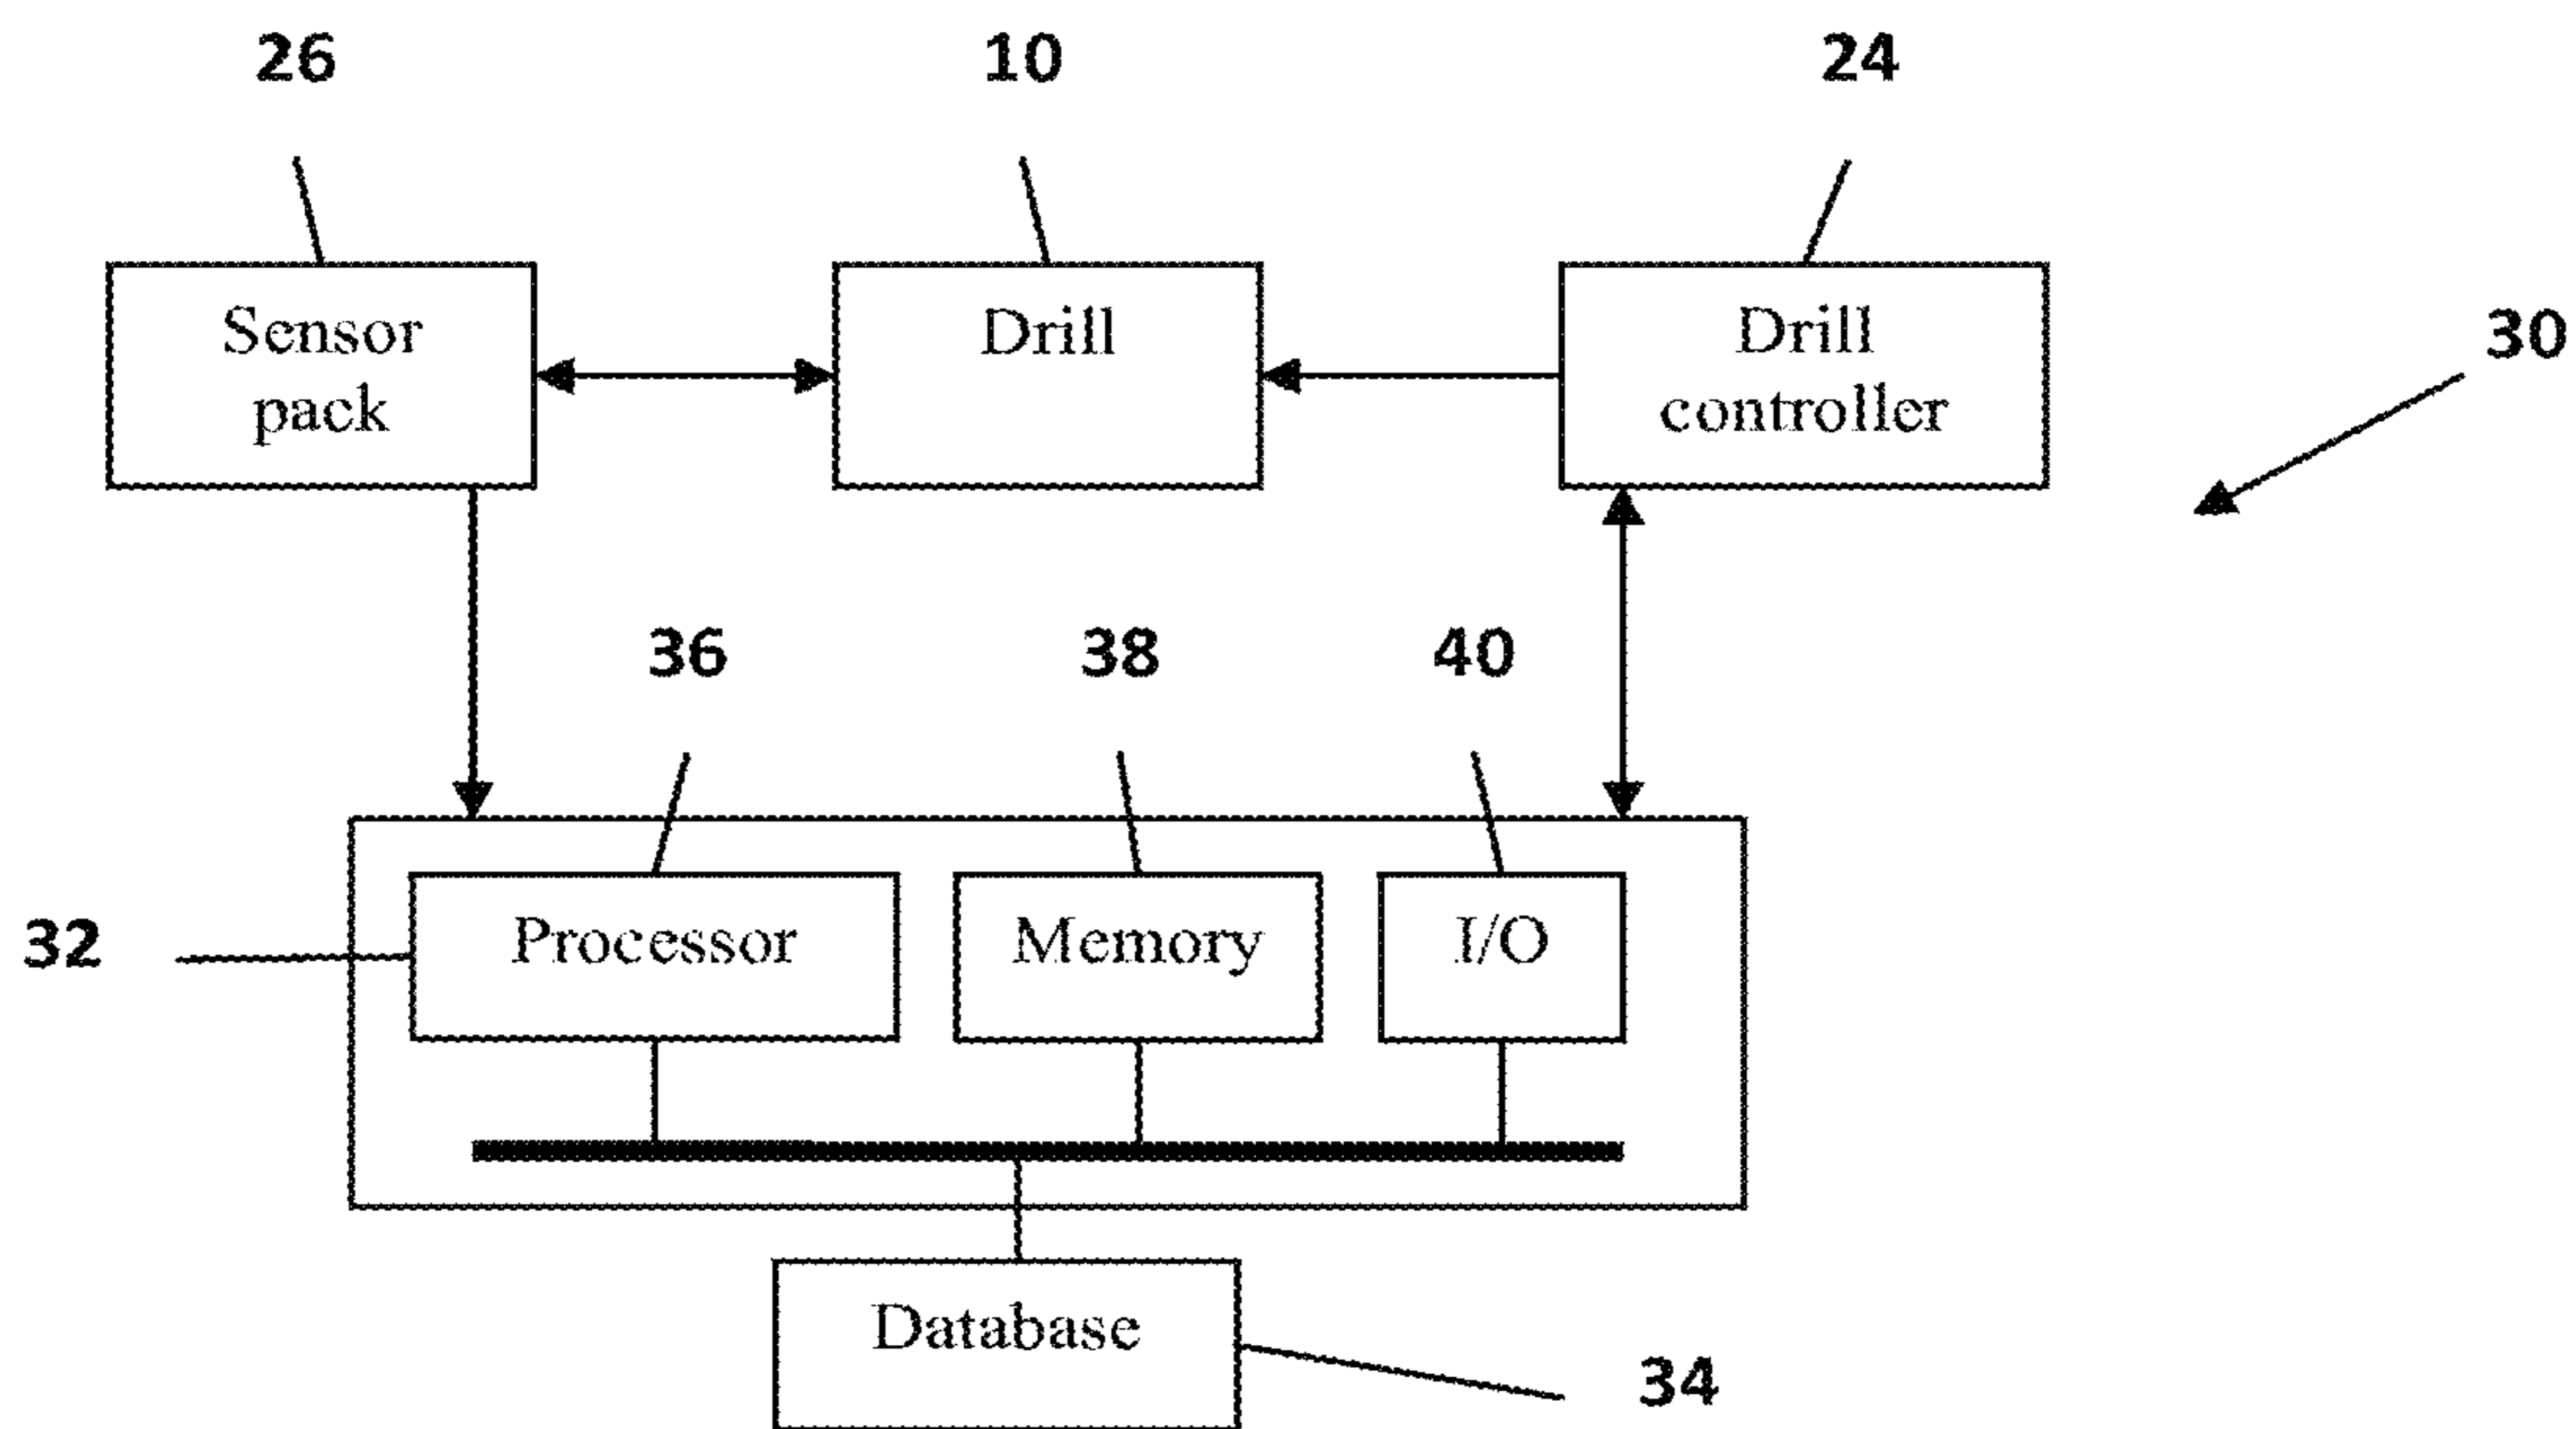 26
10
24
Sensor
pack
Drill
Drill
controller
30
36
38
40
32
Processor
Memory
I/O
Database
34